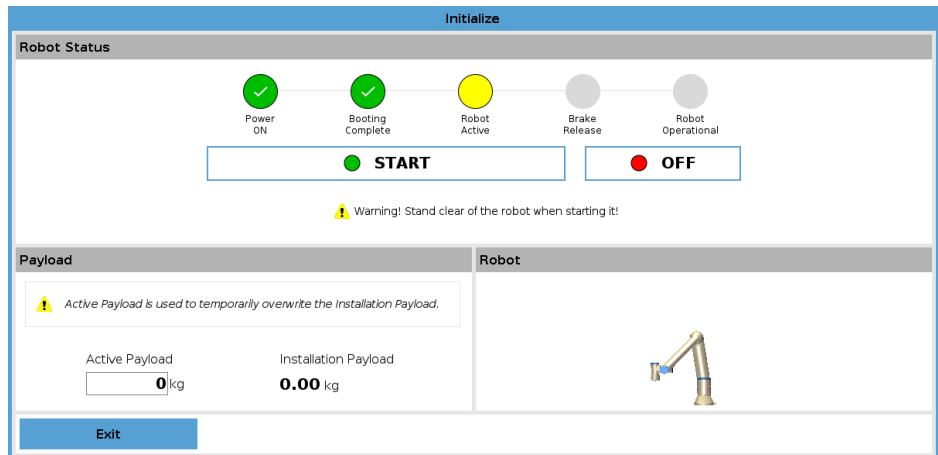 Initialize
Robot Status
Power
ON
Booting
Complete
Robot
Active
Brake
Release
Robot
Operational
START
OFF
Warning! Stand clear of the robot when starting it!
Payload
Robot
Active Payload is used to temporarily overwrite the Installation Payload.
Active Payload
Installation Payload
0 kg
0.00 kg
Exit